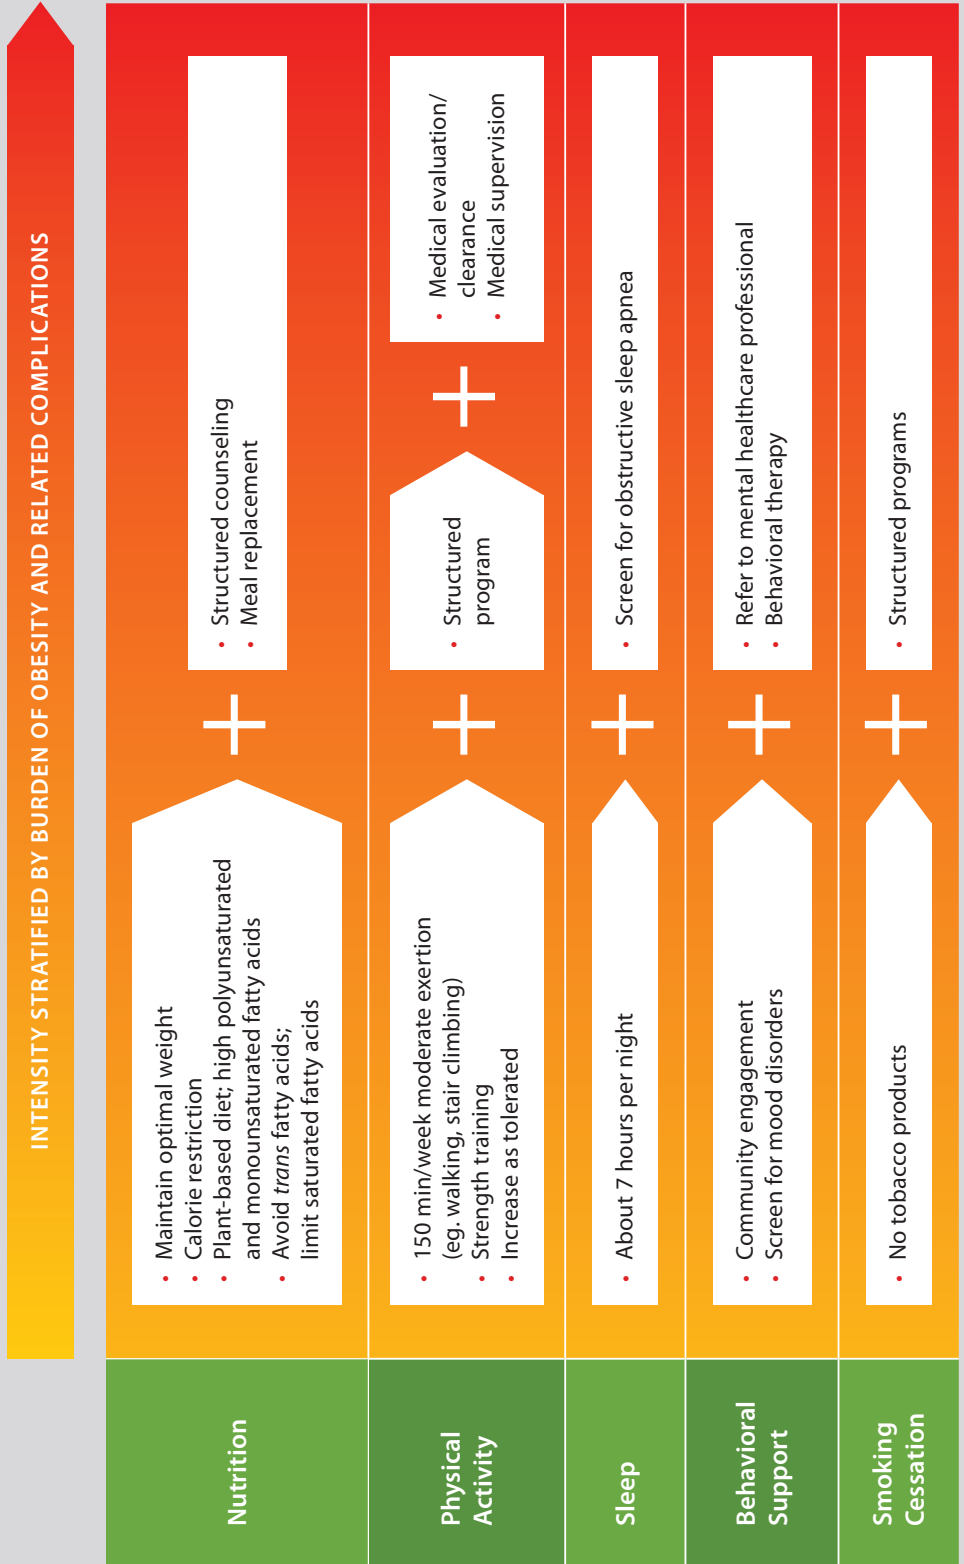 INTENSITY STRATIFIED BY BURDEN OF OBESITY AND RELATED COMPLICATIONS
Nutrition
• Maintain optimal weight
• Calorie restriction
• Plant-based diet; high polyunsaturated
and monounsaturated fatty acids
• Avoid trans fatty acids;
limit saturated fatty acids
+
• Structured counseling
• Meal replacement
Physical
Activity
• 150 min/week moderate exertion
(eg. walking, stair climbing)
• Strength training
• Increase as tolerated
+
• Structured
program
+
• Medical evaluation/
clearance
• Medical supervision
Sleep
• About 7 hours per night
+
• Screen for obstructive sleep apnea
Behavioral
Support
• Community engagement
• Screen for mood disorders
+
• Refer to mental healthcare professional
• Behavioral therapy
Smoking
Cessation
• No tobacco products
+
• Structured programs